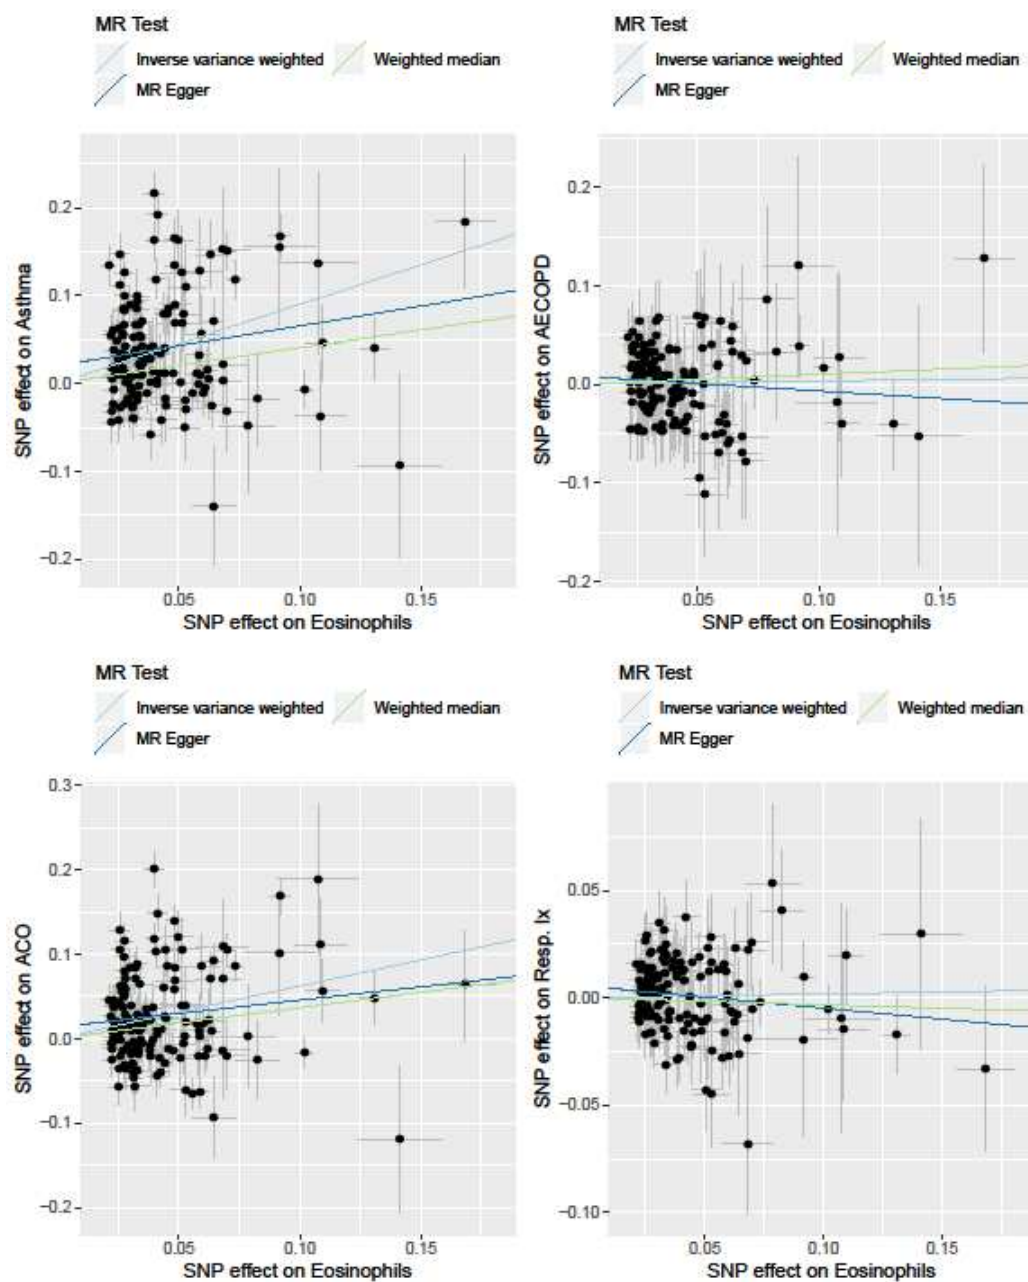 MR Test
Inverse variance weighted
Weighted median
MR Egger
SNP effect on Asthma
0.2
0.1
0.0
−0.1
−0.2
0.05
0.10
0.15
SNP effect on Eosinophils
MR Test
Inverse variance weighted
Weighted median
MR Egger
SNP effect on AECOPD
0.2
0.1
0.0
−0.1
−0.2
0.05
0.10
0.15
SNP effect on Eosinophils
MR Test
Inverse variance weighted
Weighted median
MR Egger
SNP effect on ACO
0.3
0.2
0.1
0.0
−0.1
−0.2
0.05
0.10
0.15
SNP effect on Eosinophils
MR Test
Inverse variance weighted
Weighted median
MR Egger
SNP effect on Resp. Ix
0.05
0.00
−0.05
−0.10
0.05
0.10
0.15
SNP effect on Eosinophils